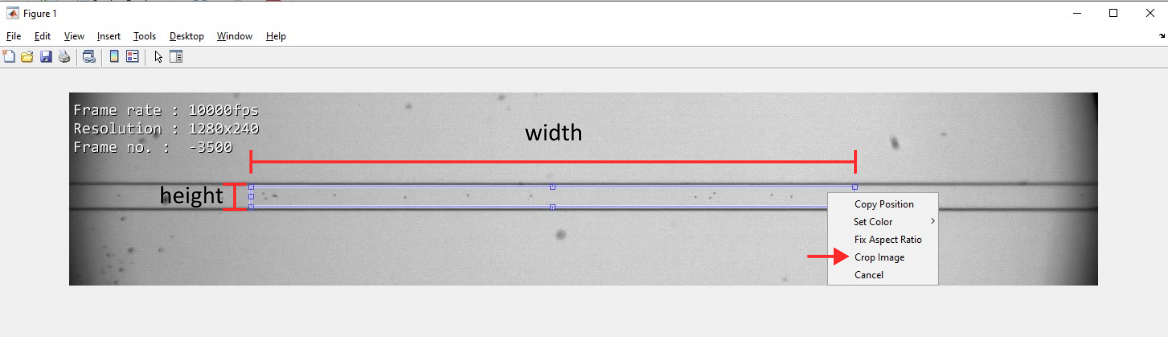 Figure 1
File Edit View Insert Tools Desktop Window Help
Frame rate : 10000fps
Resolution : 1280x240
Frame no. : -3500
width
height
Copy Position
Set Color
Fix Aspect Ratio
Crop Image
Cancel